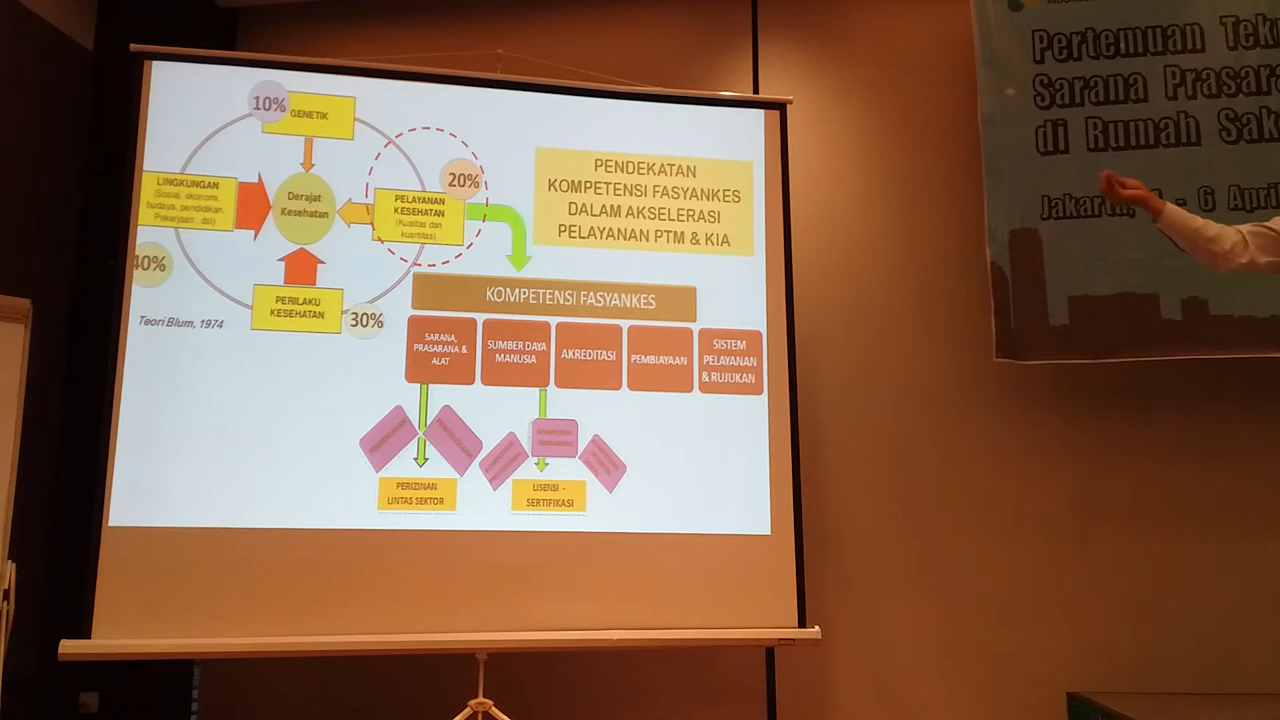 10%
GENETIK
LINGKUNGAN
(Sosial, ekonomi,
budaya, pendidikan,
Pekerjaan , dst)
40%
Derajat
Kesehatan
20%
PELAYANAN
KESEHATAN
(Kualitas dan
kuantitas)
PERILAKU
KESEHATAN
30%
Teori Blum, 1974
PENDEKATAN
KOMPETENSI FASYANKES
DALAM AKSELERASI
PELAYANAN PTM & KIA
KOMPETENSI FASYANKES
SARANA,
PRASARANA &
ALAT
SUMBER DAYA
MANUSIA
AKREDITASI
PEMBIAYAAN
SISTEM
PELAYANAN
& RUJUKAN
PERIZINAN
LINTAS SEKTOR
LISENSI -
SERTIFIKASI
Pertemuan Tek
Sarana Prasar
di Rumah Sak
Jakarta, - 6 April